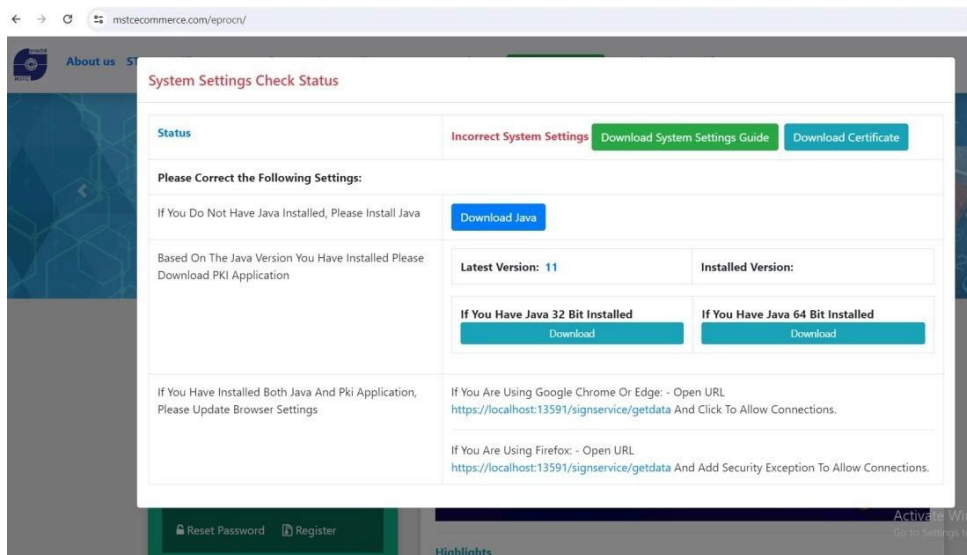 mstcecommerce.com/eprocn/
About us ST
System Settings Check Status
Status
Incorrect System Settings
Download System Settings Guide
Download Certificate
Please Correct the Following Settings:
If You Do Not Have Java Installed, Please Install Java
Download Java
Based On The Java Version You Have Installed Please
Download PKI Application
Latest Version: 11
Installed Version:
If You Have Java 32 Bit Installed
Download
If You Have Java 64 Bit Installed
Download
If You Have Installed Both Java And Pki Application,
Please Update Browser Settings
If You Are Using Google Chrome Or Edge: - Open URL
https://localhost:13591/signservice/getdata And Click To Allow Connections.
If You Are Using Firefox: - Open URL
https://localhost:13591/signservice/getdata And Add Security Exception To Allow Connections.
Reset Password
Register
Highlights
Activate Wi
Go to Settings t